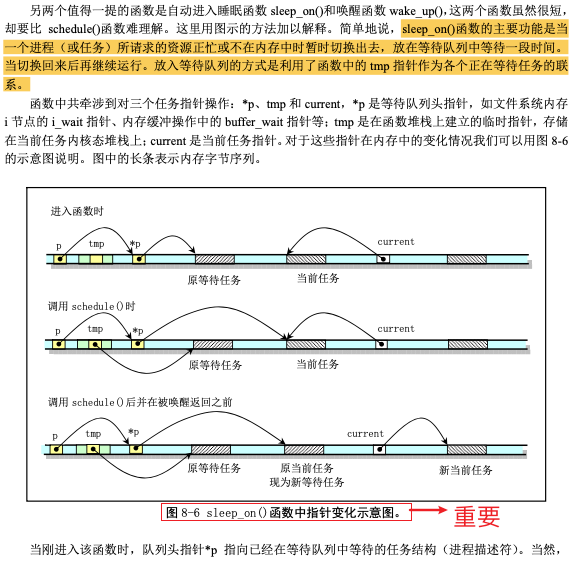 另两个值得一提的函数是自动进入睡眠函数 sleep_on()和唤醒函数 wake_up()，这两个函数虽然很短，
却要比 schedule()函数难理解。这里用图示的方法加以解释。简单地说，sleep_on()函数的主要功能是当
一个进程（或任务）所请求的资源正忙或不在内存中时暂时切换出去，放在等待队列中等待一段时间。
当切换回来后再继续运行。放入等待队列的方式是利用了函数中的 tmp 指针作为各个正在等待任务的联
系。
函数中共牵涉到对三个任务指针操作：*p、tmp 和 current，*p 是等待队列头指针，如文件系统内存
i 节点的 i_wait 指针、内存缓冲操作中的 buffer_wait 指针等；tmp 是在函数堆栈上建立的临时指针，存储
在当前任务内核态堆栈上；current 是当前任务指针。对于这些指针在内存中的变化情况我们可以用图 8-6
的示意图说明。图中的长条表示内存字节序列。
进入函数时
p tmp *p current
原等待任务 当前任务
调用 schedule()时
p tmp *p current
原等待任务 当前任务
调用 schedule()后并在被唤醒返回之前
p tmp *p current
原等待任务 原当前任务 新当前任务
现为新等待任务
图 8-6 sleep_on()函数中指针变化示意图。
重要
当刚进入该函数时，队列头指针*p 指向已经在等待队列中等待的任务结构（进程描述符）。当然，